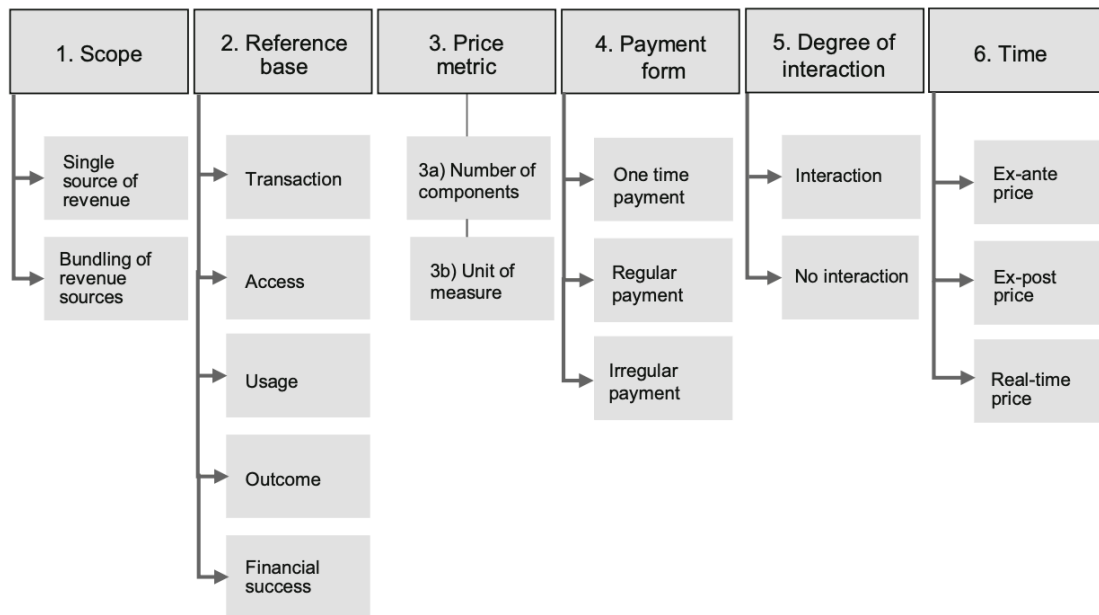 1. Scope
Single
source of
revenue
Bundling of
revenue
sources
2. Reference
base
Transaction
Access
Usage
Outcome
Financial
success
3. Price
metric
3a) Number of
components
3b) Unit of
measure
4. Payment
form
One time
payment
Regular
payment
Irregular
payment
5. Degree of
interaction
Interaction
No interaction
6. Time
Ex-ante
price
Ex-post
price
Real-time
price